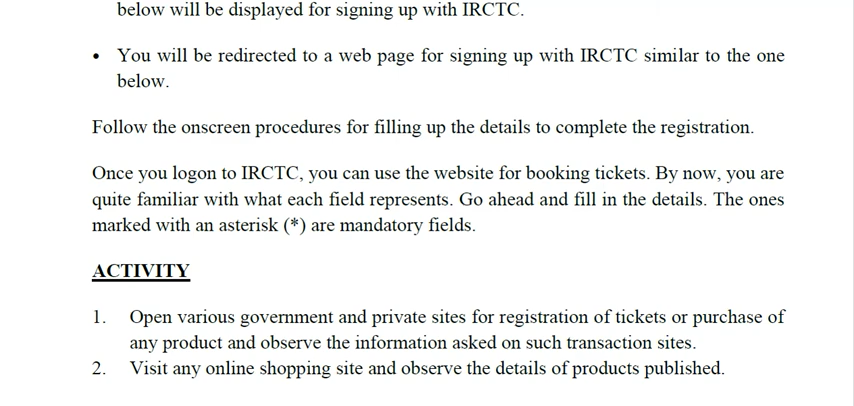 below will be displayed for signing up with IRCTC.
• You will be redirected to a web page for signing up with IRCTC similar to the one
below.
Follow the onscreen procedures for filling up the details to complete the registration.
Once you logon to IRCTC, you can use the website for booking tickets. By now, you are
quite familiar with what each field represents. Go ahead and fill in the details. The ones
marked with an asterisk (*) are mandatory fields.
ACTIVITY
1. Open various government and private sites for registration of tickets or purchase of
any product and observe the information asked on such transaction sites.
2. Visit any online shopping site and observe the details of products published.